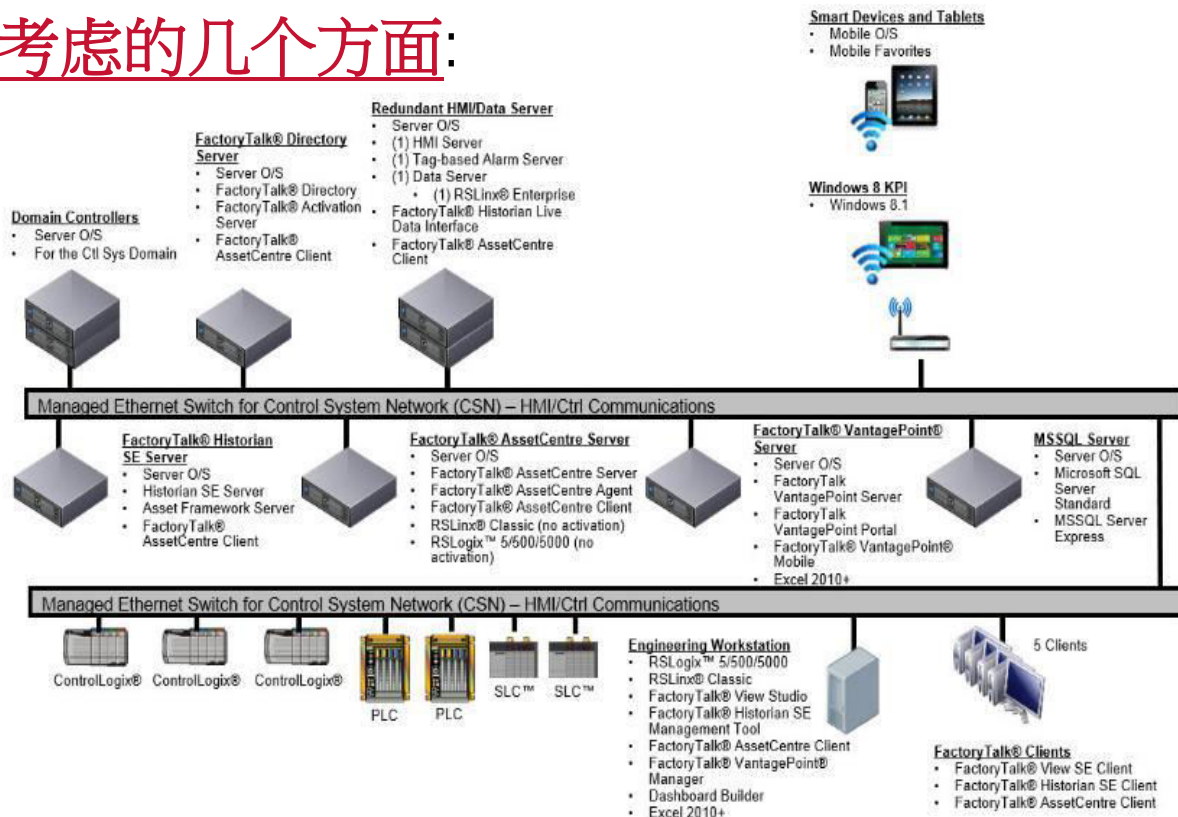 考虑的几个方面:
Smart Devices and Tablets
• Mobile O/S
• Mobile Favorites
Windows 8 KPI
• Windows 8.1
Redundant HMI/Data Server
• Server O/S
• (1) HMI Server
• (1) Tag-based Alarm Server
• (1) Data Server
• (1) RSLinx® Enterprise
• FactoryTalk® Historian Live
Data Interface
• FactoryTalk® AssetCentre
Client
FactoryTalk® Directory
Server
• Server O/S
• FactoryTalk® Directory
• FactoryTalk® Activation
Server
• FactoryTalk®
AssetCentre Client
Domain Controllers
• Server O/S
• For the Ctl Sys Domain
Managed Ethernet Switch for Control System Network (CSN) – HMI/Ctrl Communications
FactoryTalk® Historian
SE Server
• Server O/S
• Historian SE Server
• Asset Framework Server
• FactoryTalk®
AssetCentre Client
FactoryTalk® AssetCentre Server
• Server O/S
• FactoryTalk® AssetCentre Server
• FactoryTalk® AssetCentre Agent
• FactoryTalk® AssetCentre Client
• RSLinx® Classic (no activation)
• RSLogix™ 5/500/5000 (no
activation)
FactoryTalk® VantagePoint®
Server
• Server O/S
• FactoryTalk
VantagePoint Server
• FactoryTalk
VantagePoint Portal
• FactoryTalk® VantagePoint®
Mobile
• Excel 2010+
MSSQL Server
• Server O/S
• Microsoft SQL
Server
Standard
• MSSQL Server
Express
Managed Ethernet Switch for Control System Network (CSN) – HMI/Ctrl Communications
ControlLogix®
ControlLogix®
ControlLogix®
PLC
PLC
SLC™
SLC™
Engineering Workstation
• RSLogix™ 5/500/5000
• RSLinx® Classic
• FactoryTalk® View Studio
• FactoryTalk® Historian SE
Management Tool
• FactoryTalk® AssetCentre Client
• FactoryTalk® VantagePoint®
Manager
• Dashboard Builder
• Excel 2010+
5 Clients
FactoryTalk® Clients
• FactoryTalk® View SE Client
• FactoryTalk® Historian SE Client
• FactoryTalk® AssetCentre Client